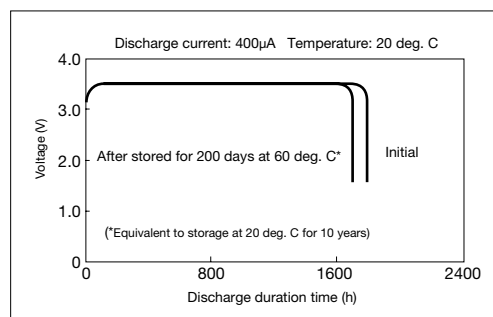 Discharge current: 400µA Temperature: 20 deg. C
4.0
3.0
2.0
1.0
0
Voltage (V)
After stored for 200 days at 60 deg. C*
Initial
(*Equivalent to storage at 20 deg. C for 10 years)
0 800 1600 2400
Discharge duration time (h)